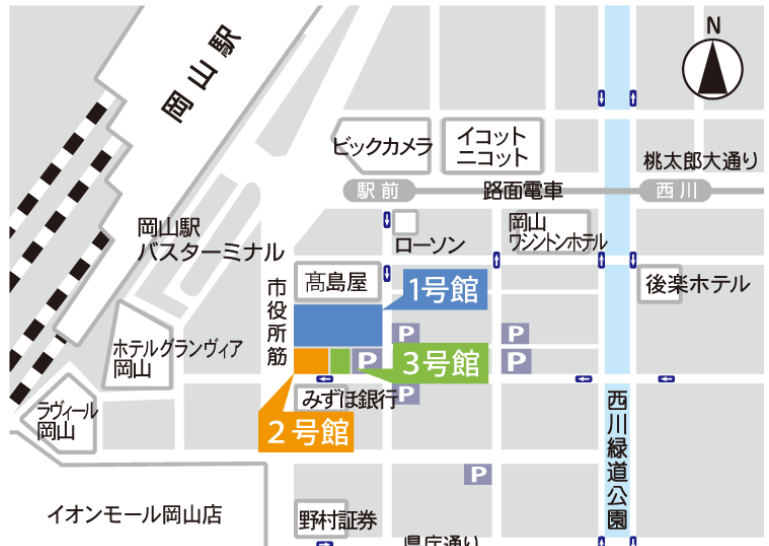 N
岡山駅
ビックカメラ
イコット
ニコット
桃太郎大通り
駅前
路面電車
西川
岡山駅
バスターミナル
ローソン
岡山
ワシントンホテル
市役所筋
髙島屋
1号館
後楽ホテル
ホテルグランヴィア
岡山
P
P
P
3号館
P
みずほ銀行
P
ラヴィール
岡山
2号館
西川緑道公園
P
イオンモール岡山店
野村証券
県庁通り